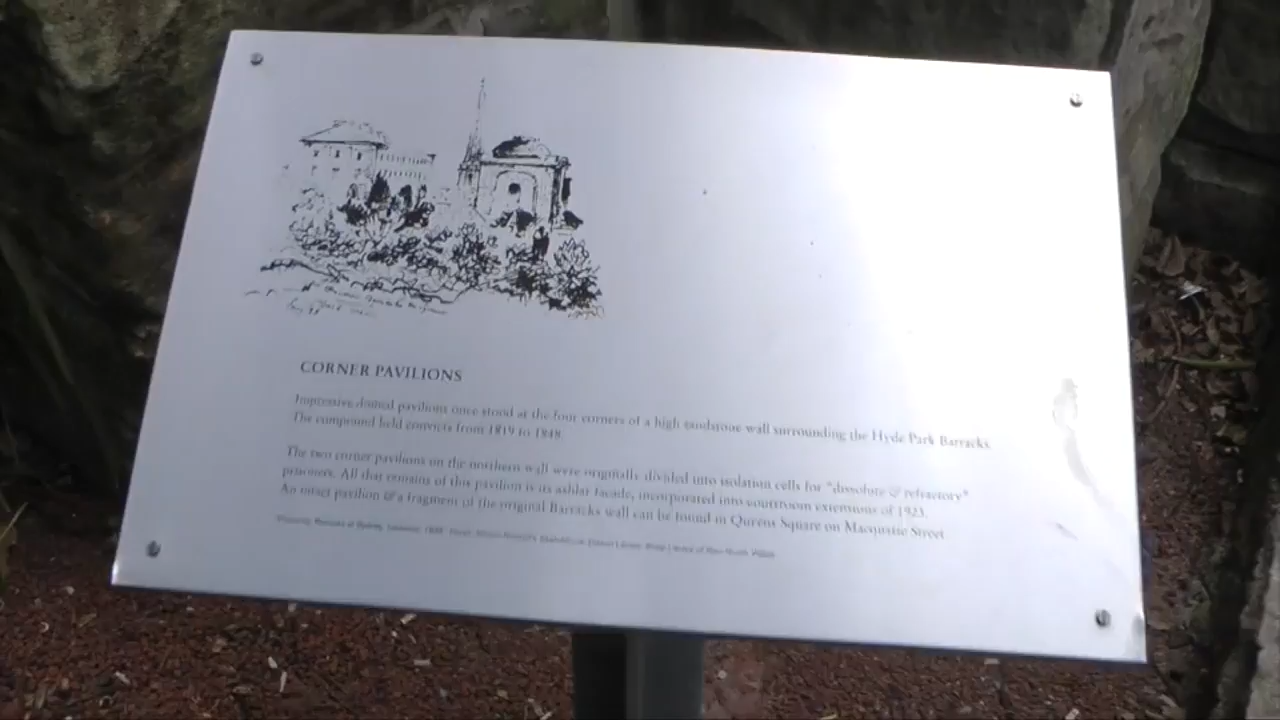 CORNER PAVILIONS
Impressive domed pavilions once stood at the four corners of a high sandstone wall surrounding the Hyde Park Barracks.
The compound held convicts from 1819 to 1848.
The two corner pavilions on the northern wall were originally divided into isolation cells for "dissolute & refractory"
prisoners. All that remains of this pavilion is its ashlar facade, incorporated into courtroom extensions of 1923.
An intact pavilion & a fragment of the original Barracks wall can be found in Queens Square on Macquarie Street.